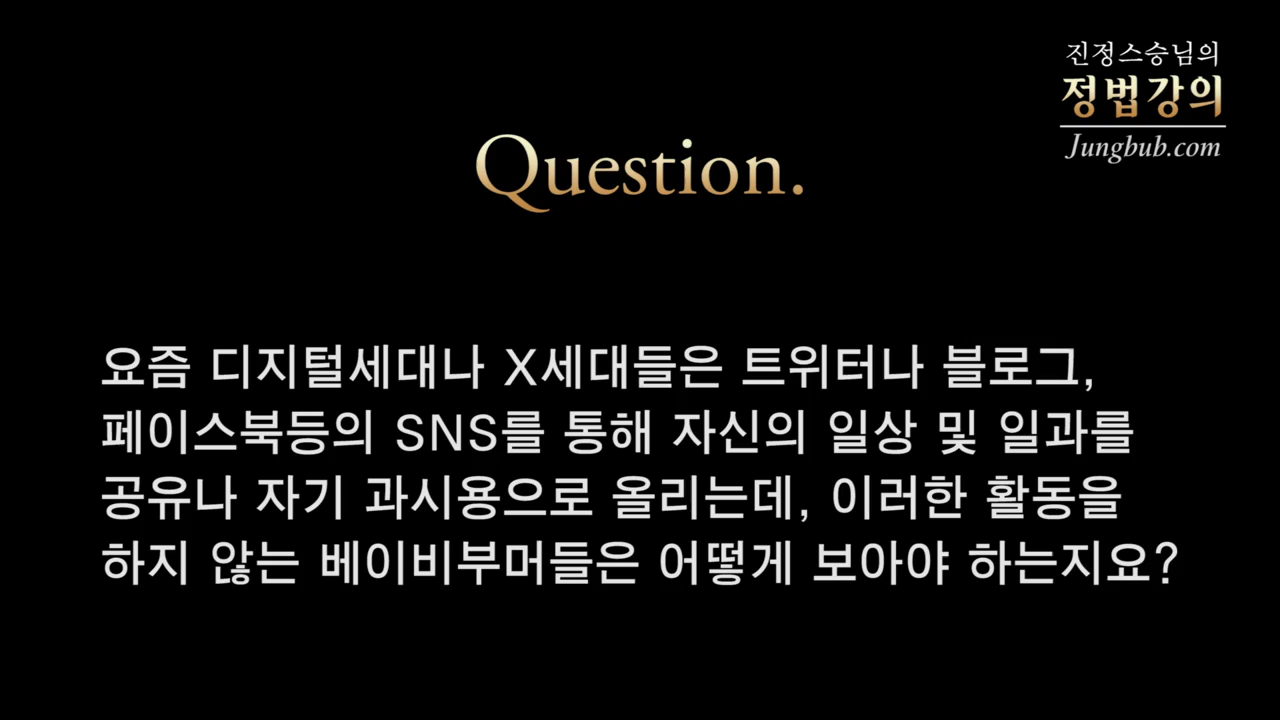 진정스승님의
정법강의
Jungbub.com
Question.
요즘 디지털세대나 X세대들은 트위터나 블로그,
페이스북등의 SNS를 통해 자신의 일상 및 일과를
공유나 자기 과시용으로 올리는데, 이러한 활동을
하지 않는 베이비부머들은 어떻게 보아야 하는지요?